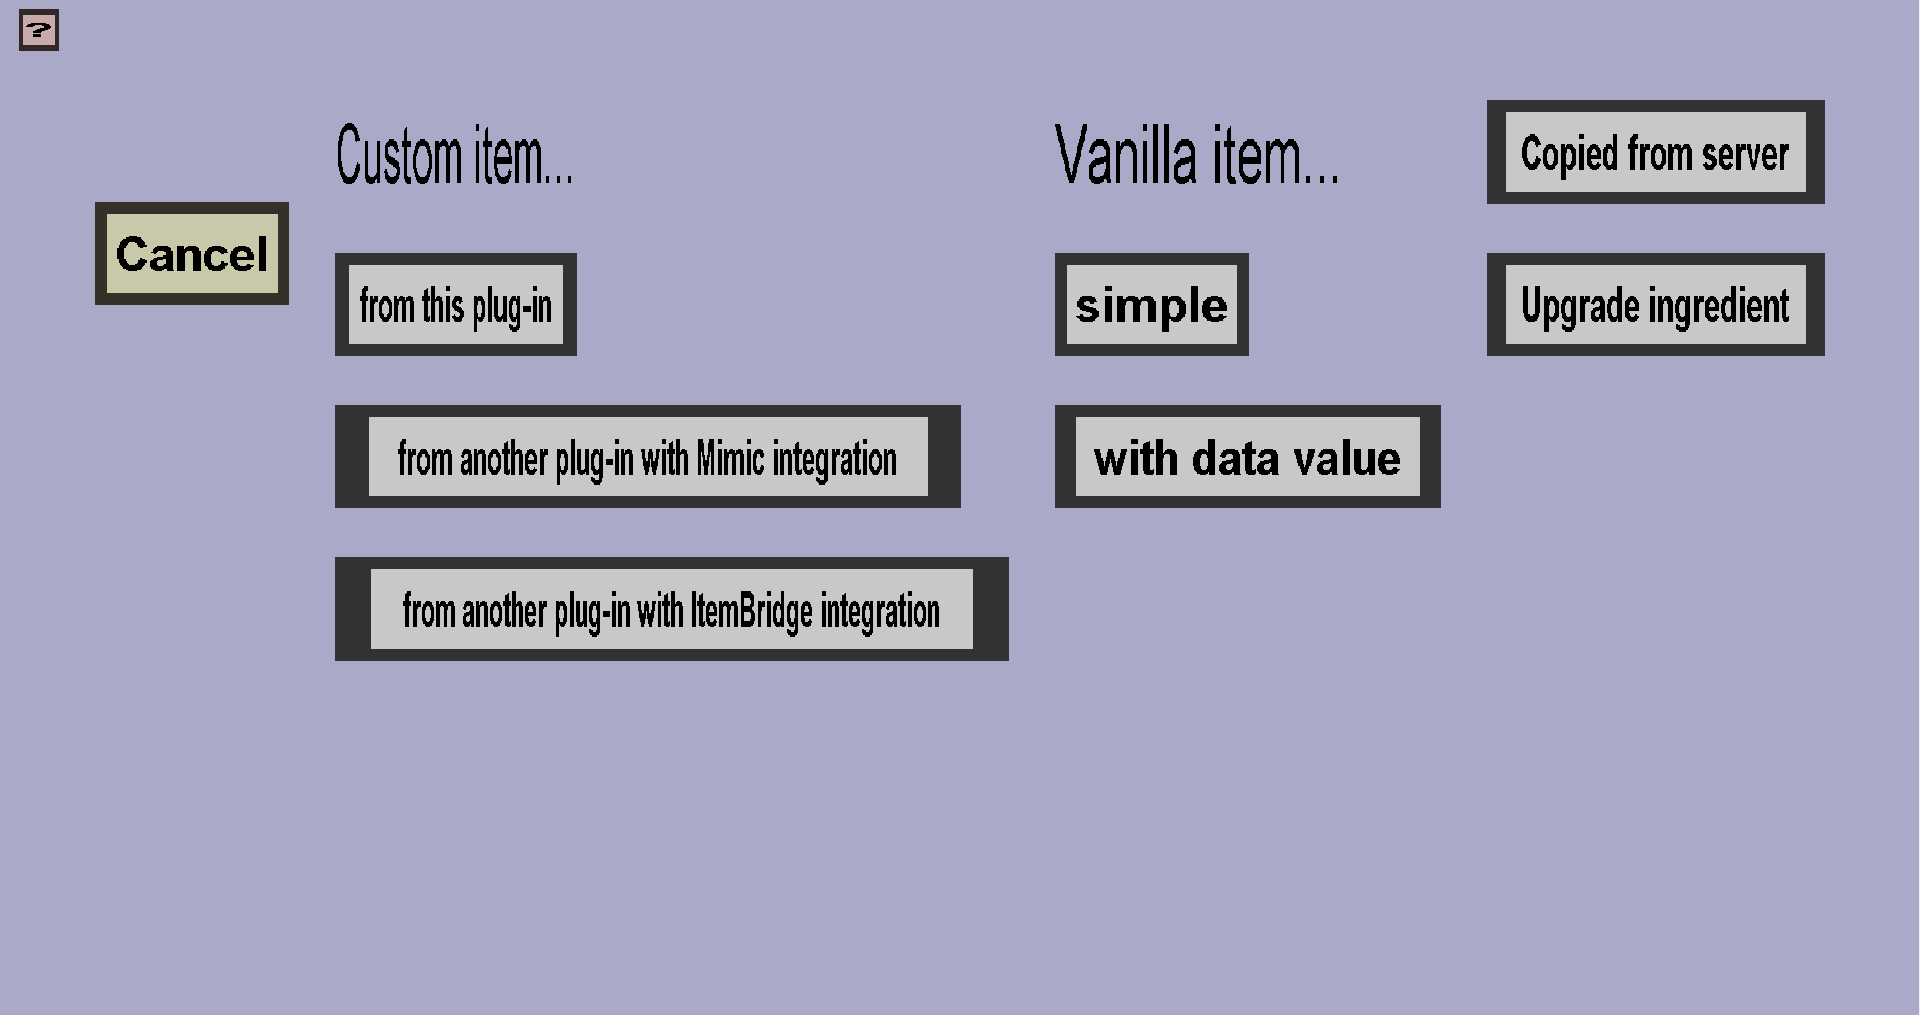 ?
Custom item...
Vanilla item...
Copied from server
Cancel
from this plug-in
simple
Upgrade ingredient
from another plug-in with Mimic integration
with data value
from another plug-in with ItemBridge integration